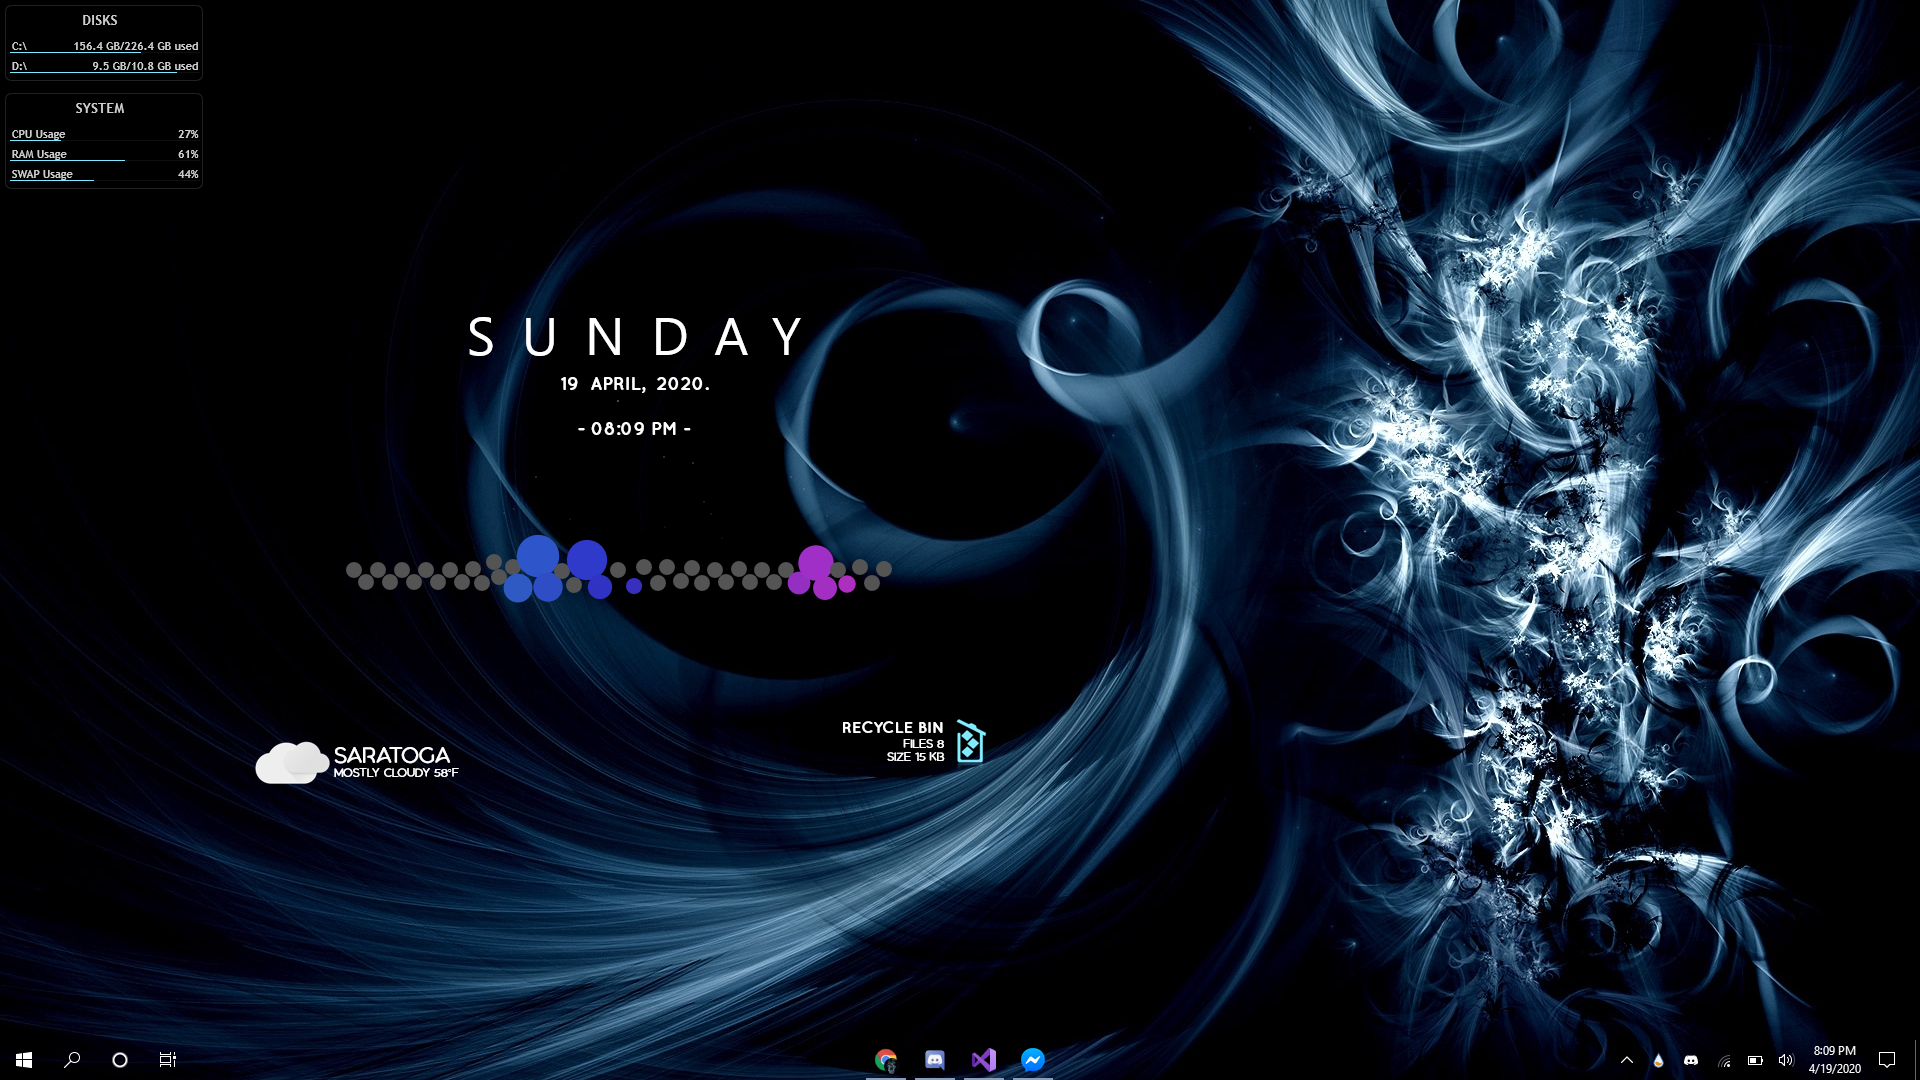 DISKS
C:\ 156.4 GB/226.4 GB used
D:\ 9.5 GB/10.8 GB used
SYSTEM
CPU Usage 27%
RAM Usage 61%
SWAP Usage 44%
SUNDAY
19 APRIL, 2020.
- 08:09 PM -
RECYCLE BIN
FILES 8
SIZE 15 KB
SARATOGA
MOSTLY CLOUDY 58°F
8:09 PM
4/19/2020